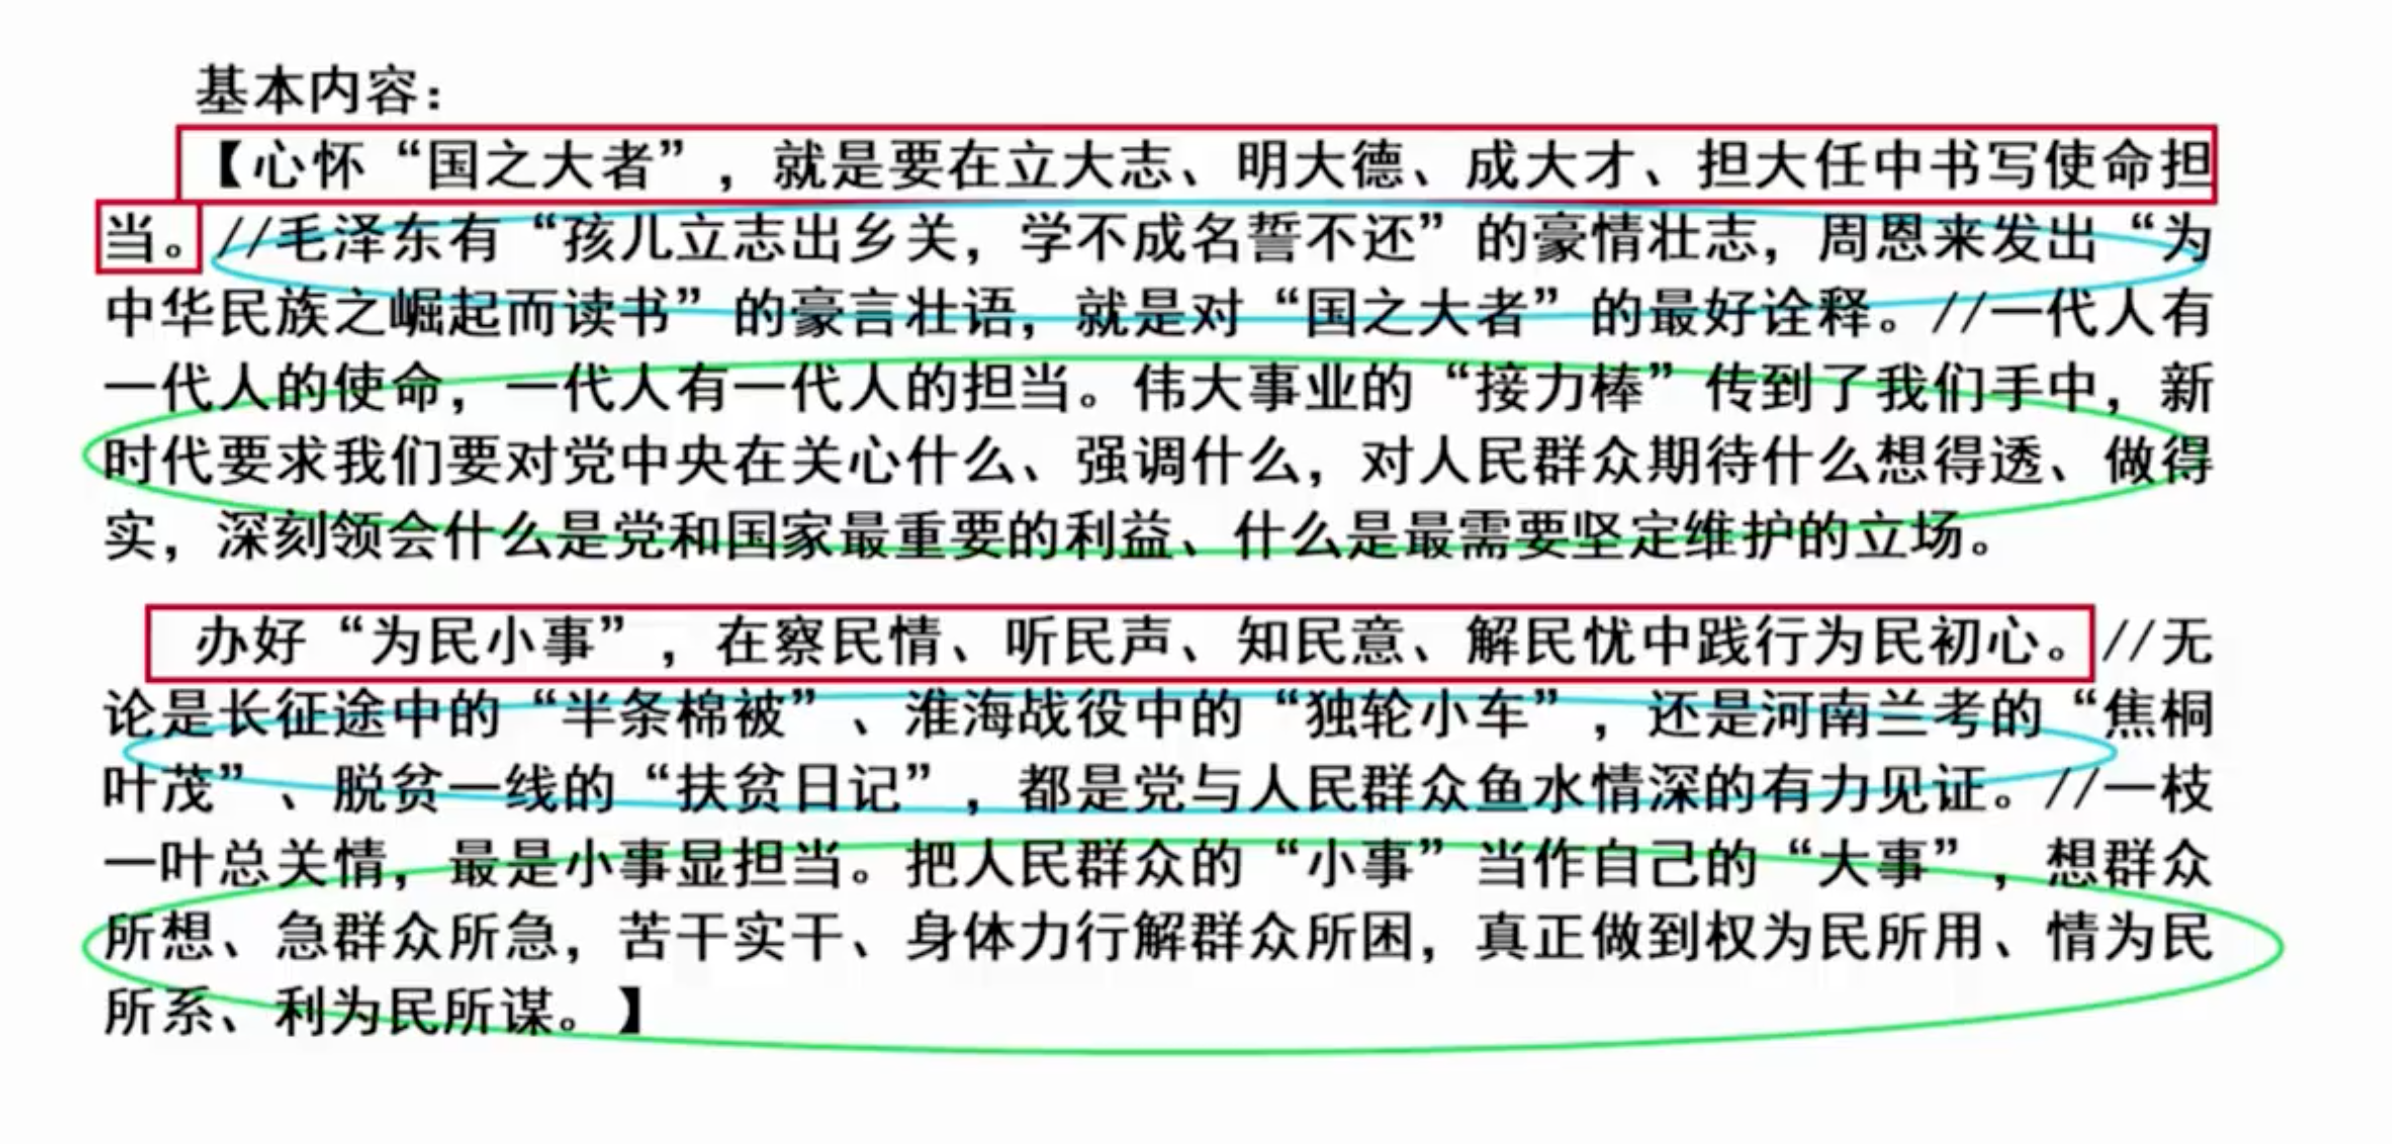 基本内容：
【心怀“国之大者”，就是要在立大志、明大德、成大才、担大任中书写使命担
当。//毛泽东有“孩儿立志出乡关，学不成名誓不还”的豪情壮志，周恩来发出“为
中华民族之崛起而读书”的豪言壮语，就是对“国之大者”的最好诠释。//一代人有
一代人的使命，一代人有一代人的担当。伟大事业的“接力棒”传到了我们手中，新
时代要求我们要对党中央在关心什么、强调什么，对人民群众期待什么想得透、做得
实，深刻领会什么是党和国家最重要的利益、什么是最需要坚定维护的立场。
办好“为民小事”，在察民情、听民声、知民意、解民忧中践行为民初心。//无
论是长征途中的“半条棉被”、淮海战役中的“独轮小车”，还是河南兰考的“焦桐
叶茂”、脱贫一线的“扶贫日记”，都是党与人民群众鱼水情深的有力见证。//一枝
一叶总关情，最是小事显担当。把人民群众的“小事”当作自己的“大事”，想群众
所想、急群众所急，苦干实干、身体力行解群众所困，真正做到权为民所用、情为民
所系、利为民所谋。】